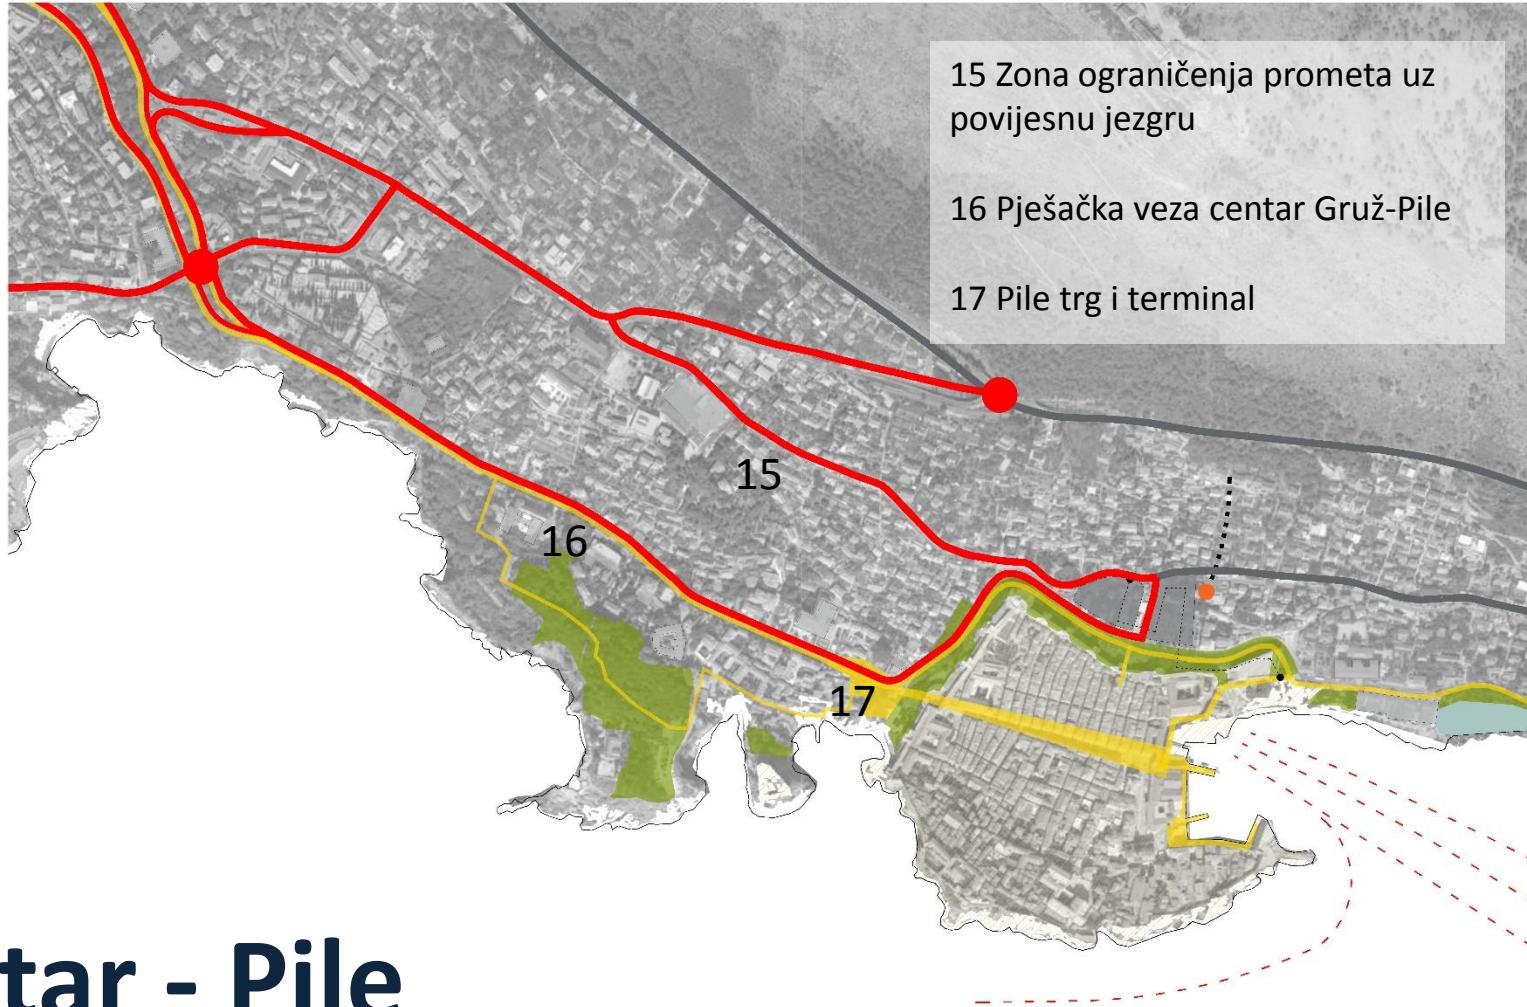 15 Zona ograničenja prometa uz
povijesnu jezgru
16 Pješačka veza centar Gruž-Pile
17 Pile trg i terminal
15
16
17
tar - Pile